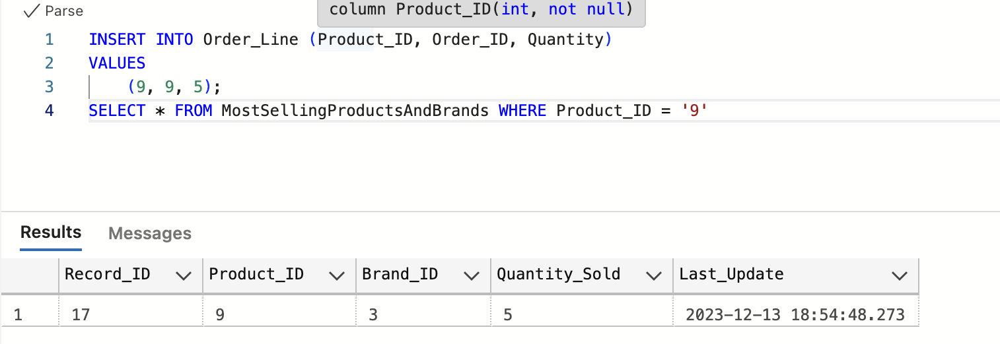 Parse
column Product_ID(int, not null)
1 INSERT INTO Order_Line (Product_ID, Order_ID, Quantity)
2 VALUES
3 (9, 9, 5);
4 SELECT * FROM MostSellingProductsAndBrands WHERE Product_ID = '9'
Results Messages
Record_ID Product_ID Brand_ID Quantity_Sold Last_Update
1 17 9 3 5 2023-12-13 18:54:48.273